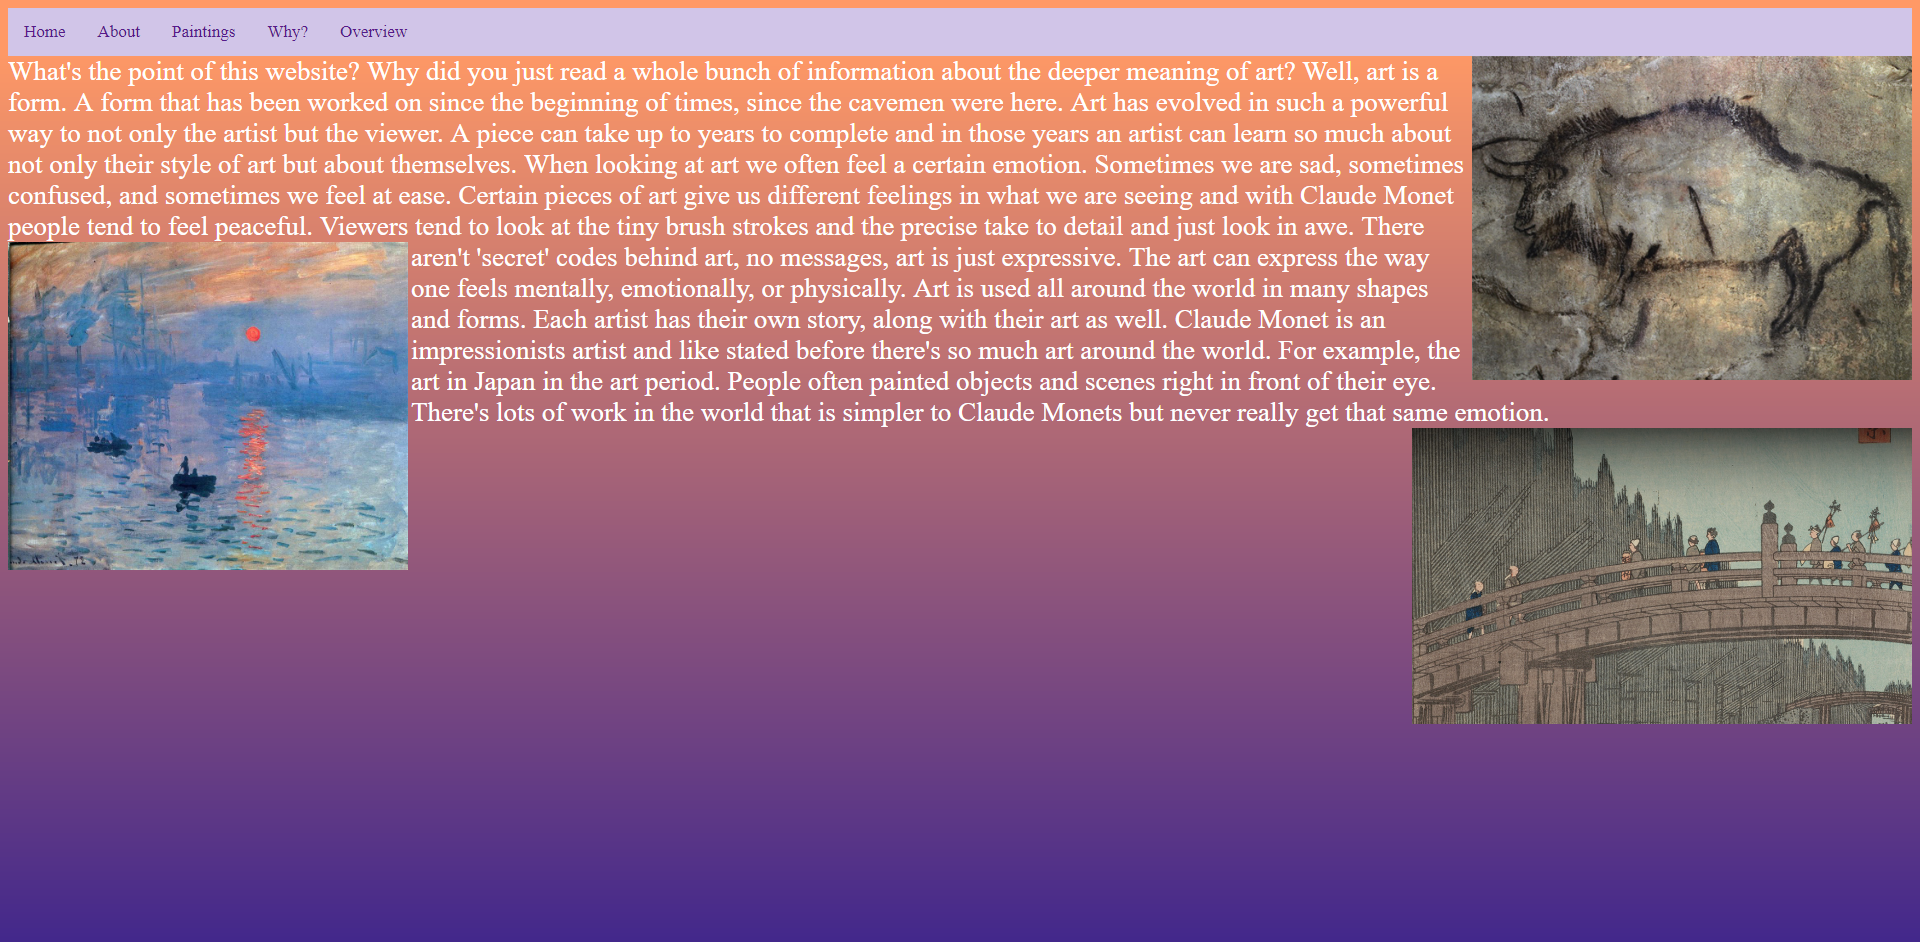 Home About Paintings Why? Overview
What's the point of this website? Why did you just read a whole bunch of information about the deeper meaning of art? Well, art is a
form. A form that has been worked on since the beginning of times, since the cavemen were here. Art has evolved in such a powerful
way to not only the artist but the viewer. A piece can take up to years to complete and in those years an artist can learn so much about
not only their style of art but about themselves. When looking at art we often feel a certain emotion. Sometimes we are sad, sometimes
confused, and sometimes we feel at ease. Certain pieces of art give us different feelings in what we are seeing and with Claude Monet
people tend to feel peaceful. Viewers tend to look at the tiny brush strokes and the precise take to detail and just look in awe. There
aren't 'secret' codes behind art, no messages, art is just expressive. The art can express the way
one feels mentally, emotionally, or physically. Art is used all around the world in many shapes
and forms. Each artist has their own story, along with their art as well. Claude Monet is an
impressionists artist and like stated before there's so much art around the world. For example, the
art in Japan in the art period. People often painted objects and scenes right in front of their eye.
There's lots of work in the world that is simpler to Claude Monets but never really get that same emotion.